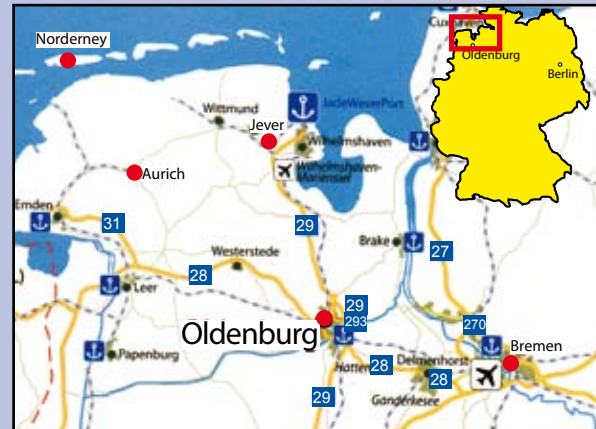 Cuxhaven
Oldenburg
Berlin
Norderney
Wittmund
JadeWeserPort
Jever
Wilhelmshaven
Wilhelmshaven-
Mariensiel
Aurich
Emden
31
29
Brake
27
Westerstede
28
Leer
29
293
Oldenburg
270
Bremen
Papenburg
Hatten
28
Delmenhorst
28
Ganderkesee
29